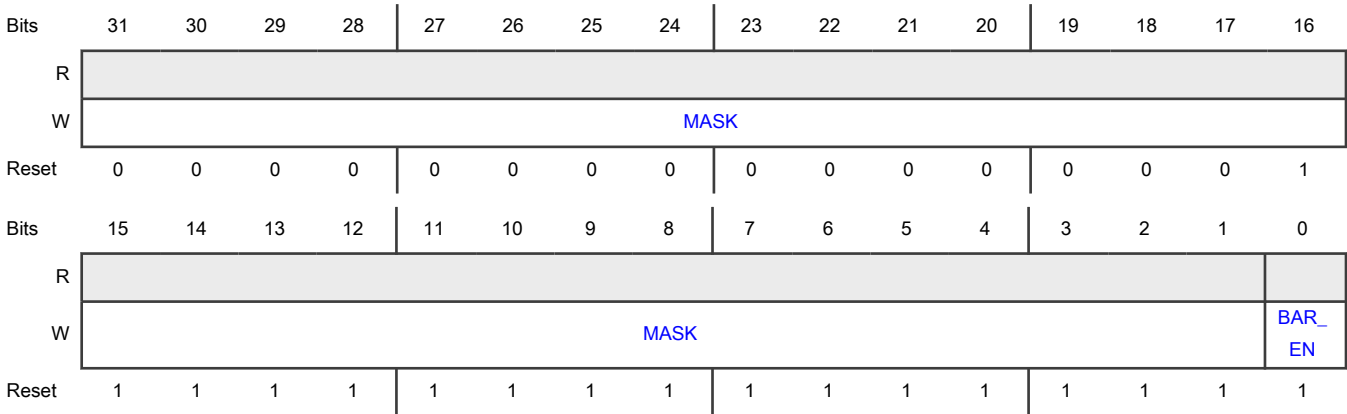 Bits 31 30 29 28 27 26 25 24 23 22 21 20 19 18 17 16
R
W MASK
Reset 0 0 0 0 0 0 0 0 0 0 0 0 0 0 0 1
Bits 15 14 13 12 11 10 9 8 7 6 5 4 3 2 1 0
R
W MASK BAR_
EN
Reset 1 1 1 1 1 1 1 1 1 1 1 1 1 1 1 1